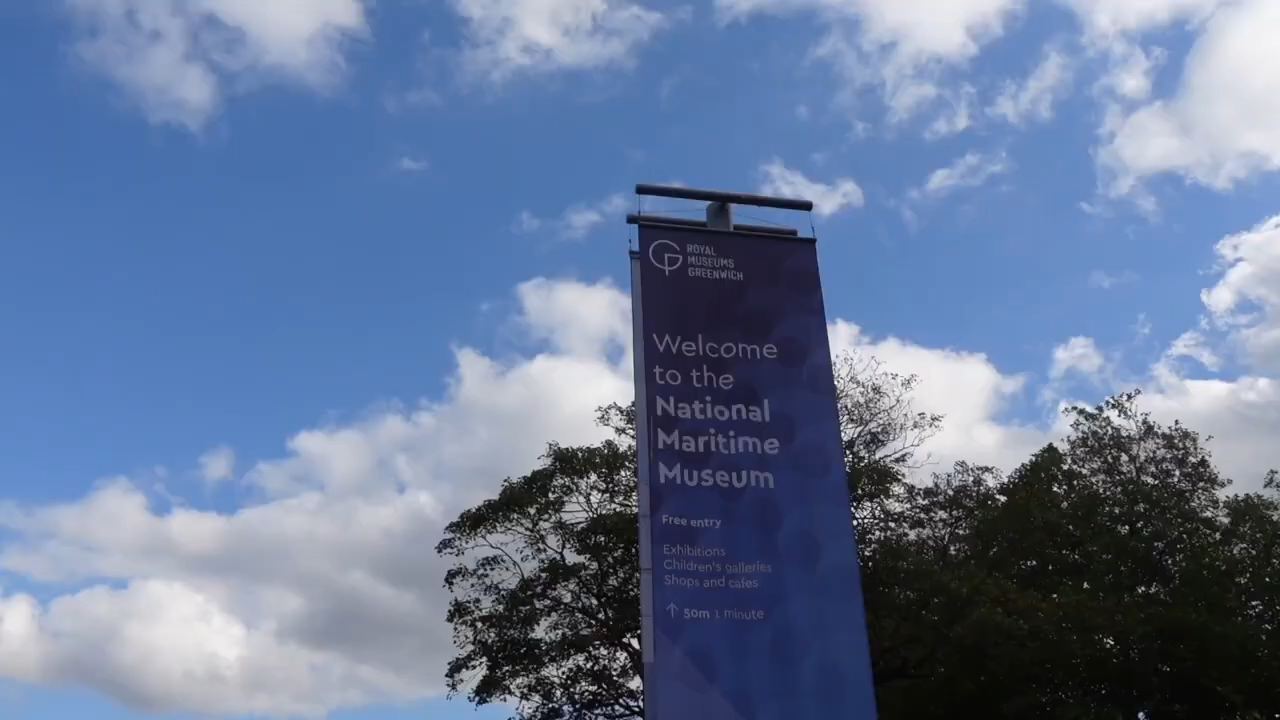 ROYAL
MUSEUMS
GREENWICH
Welcome
to the
National
Maritime
Museum
Free entry
Exhibitions
Children's galleries
Shops and cafes
↑ 50m 1 minute